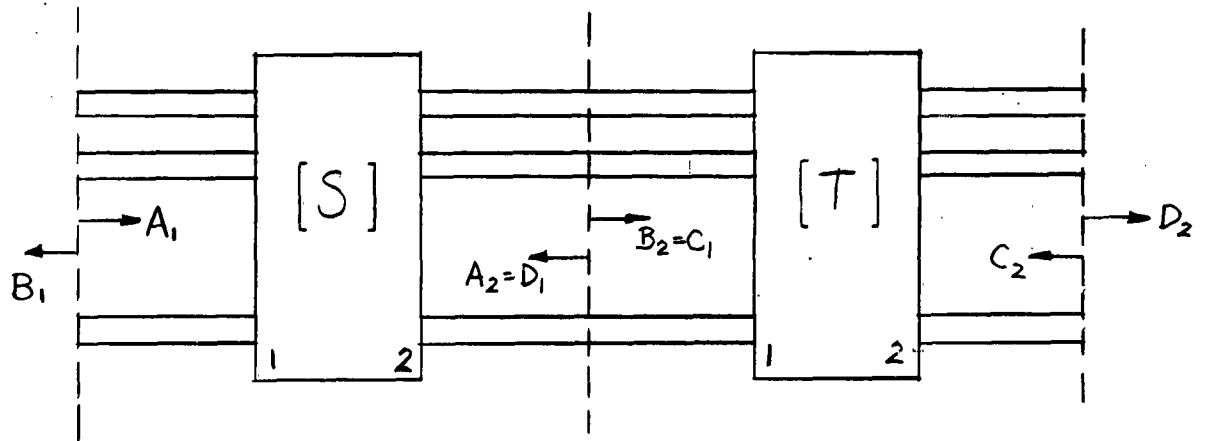 [S]
[T]
A₁
B₁
A₂=D₁
B₂=C₁
C₂
D₂
1
2
1
2